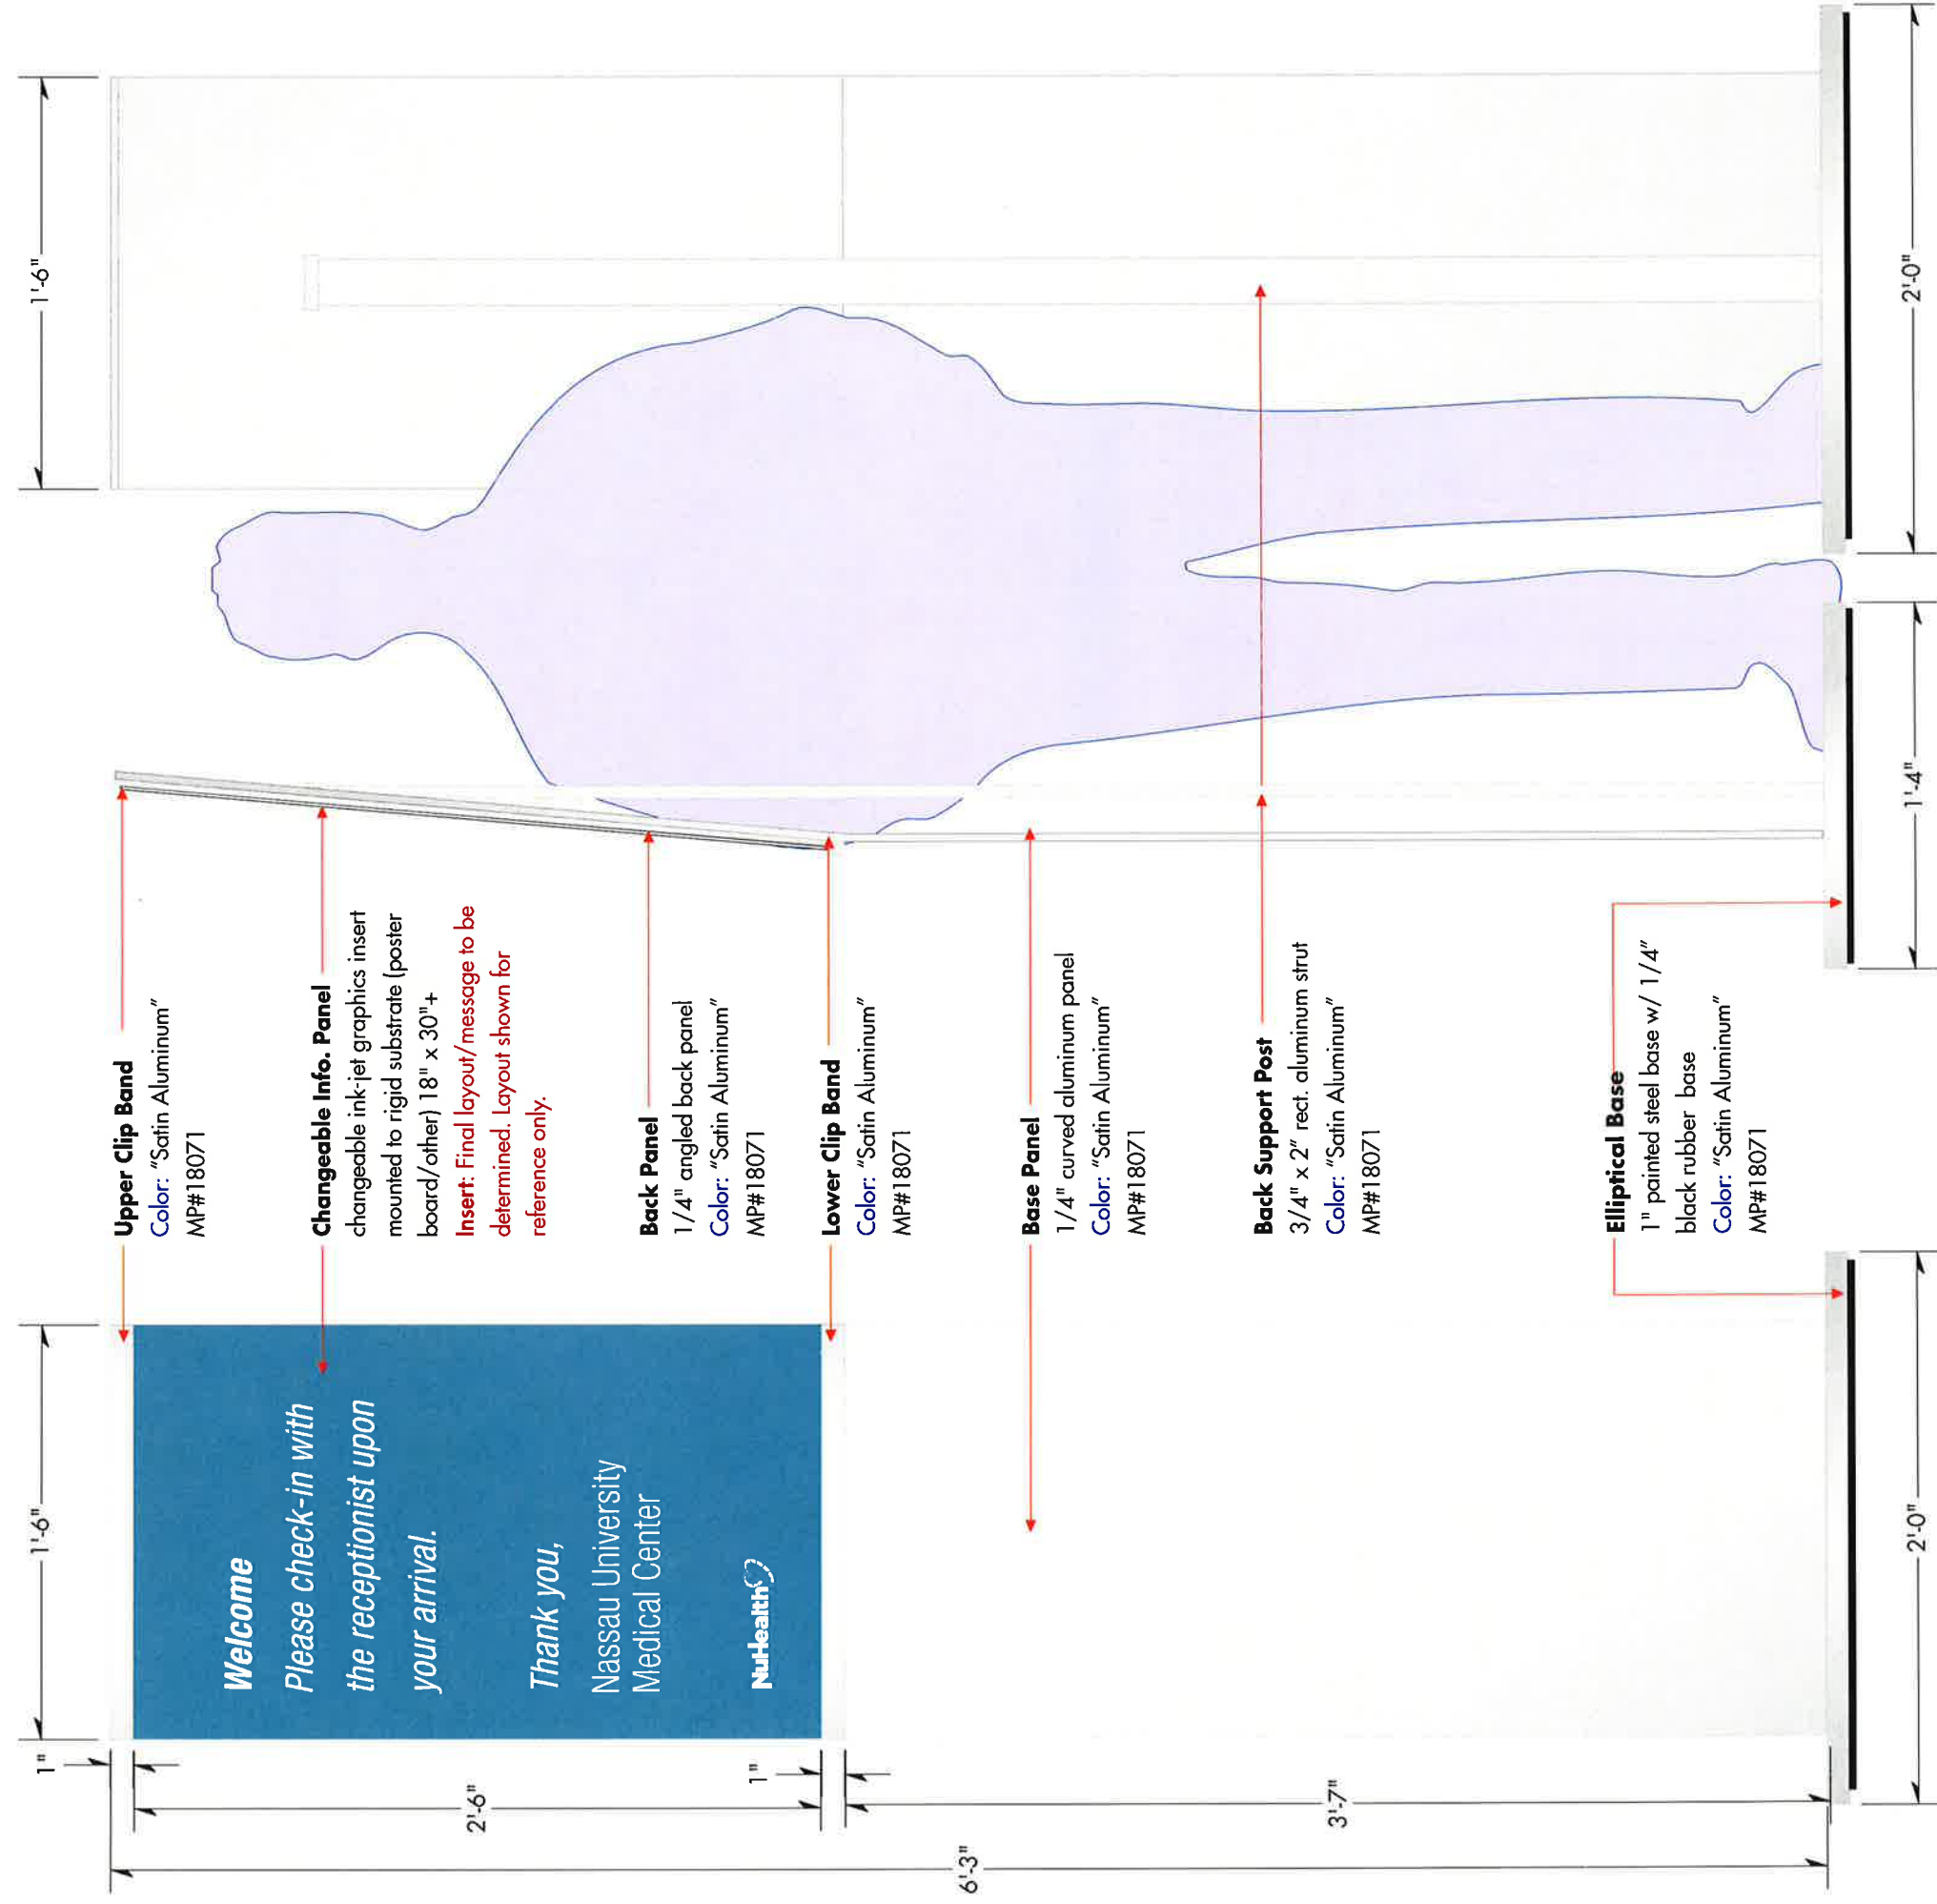 1'-6"
1"
Welcome
Please check-in with
the receptionist upon
your arrival.
Thank you,
Nassau University
Medical Center
NuHealth
2'-6"
1"
3'-7"
6'-3"
2'-0"
Upper Clip Band
Color: "Satin Aluminum"
MP#18071
Changeable Info. Panel
changeable ink-jet graphics insert
mounted to rigid substrate (poster
board/other) 18" x 30"+
Insert: Final layout/message to be
determined. Layout shown for
reference only.
Back Panel
1/4" angled back panel
Color: "Satin Aluminum"
MP#18071
Lower Clip Band
Color: "Satin Aluminum"
MP#18071
Base Panel
1/4" curved aluminum panel
Color: "Satin Aluminum"
MP#18071
Back Support Post
3/4" x 2" rect. aluminum strut
Color: "Satin Aluminum"
MP#18071
Elliptical Base
1" painted steel base w/ 1/4"
black rubber base
Color: "Satin Aluminum"
MP#18071
1'-4"
1'-6"
2'-0"